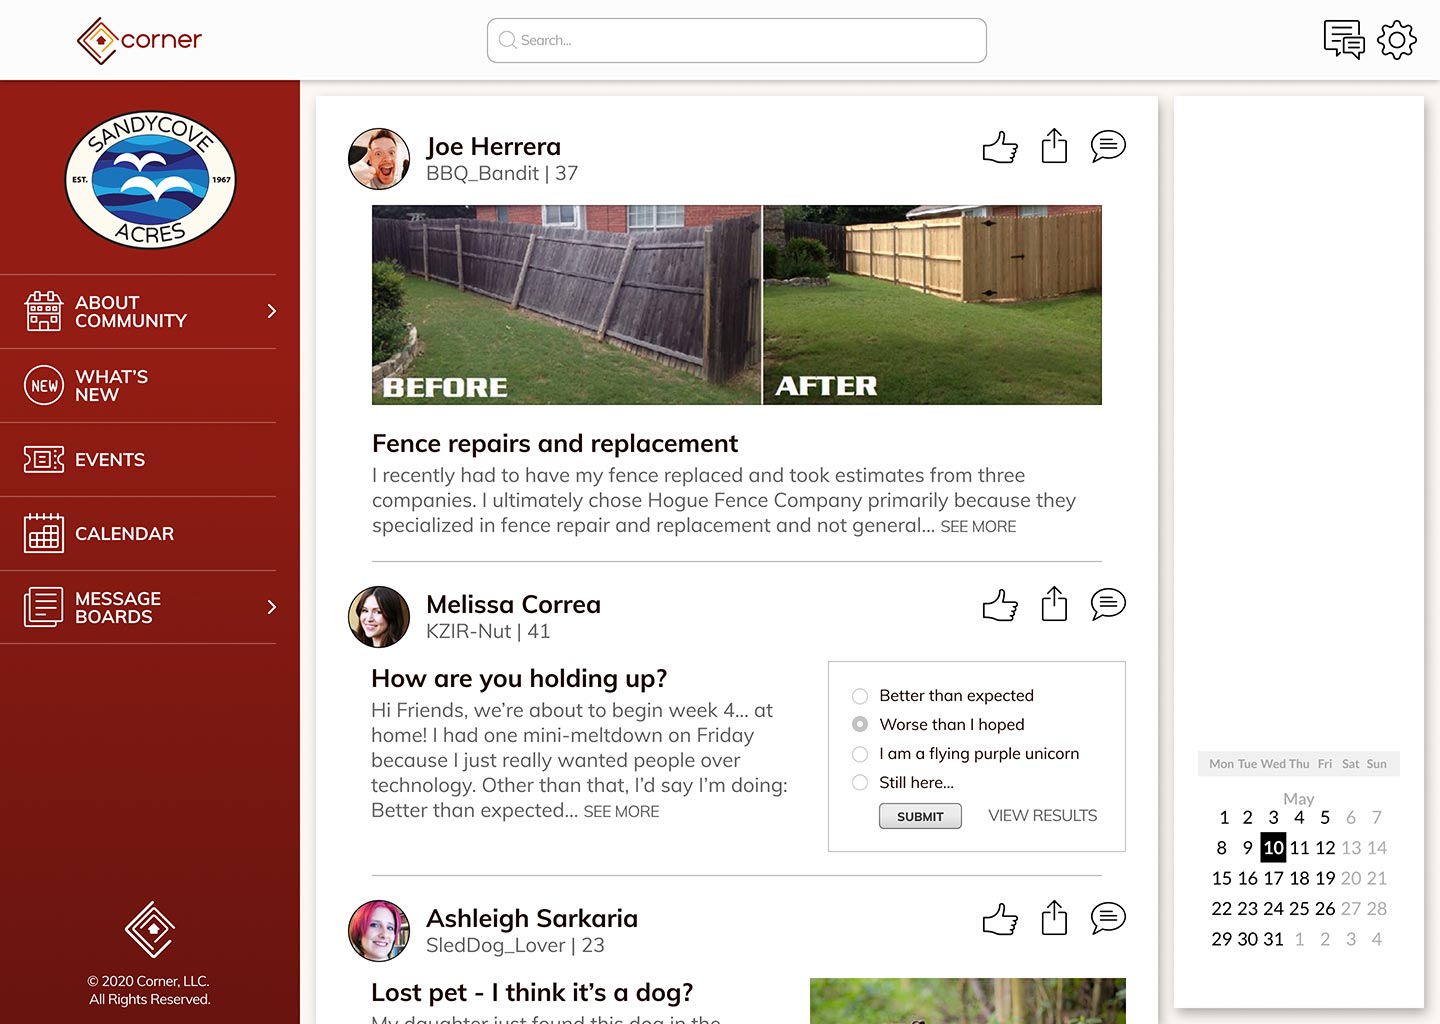 corner
Search...
SANDYCOVE
EST. 1967
ACRES
ABOUT
COMMUNITY
WHAT'S
NEW
NEW
EVENTS
CALENDAR
MESSAGE
BOARDS
© 2020 Corner, LLC.
All Rights Reserved.
Joe Herrera
BBQ_Bandit | 37
BEFORE
AFTER
Fence repairs and replacement
I recently had to have my fence replaced and took estimates from three
companies. I ultimately chose Hogue Fence Company primarily because they
specialized in fence repair and replacement and not general... SEE MORE
Melissa Correa
KZIR-Nut | 41
How are you holding up?
Hi Friends, we're about to begin week 4... at
home! I had one mini-meltdown on Friday
because I just really wanted people over
technology. Other than that, I'd say I'm doing:
Better than expected... SEE MORE
Better than expected
Worse than I hoped
I am a flying purple unicorn
Still here...
SUBMIT VIEW RESULTS
Ashleigh Sarkaria
SledDog_Lover | 23
Lost pet - I think it's a dog?
My daughter just found this dog in the
Mon Tue Wed Thu Fri Sat Sun
May
1 2 3 4 5 6 7
8 9 10 11 12 13 14
15 16 17 18 19 20 21
22 23 24 25 26 27 28
29 30 31 1 2 3 4